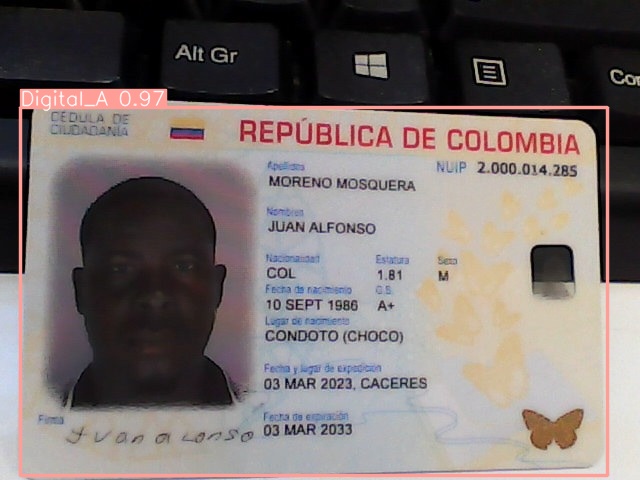 Alt Gr
Digital_A 0.97
CÉDULA DE
CIUDADANÍA
REPÚBLICA DE COLOMBIA
Apellidos
NUIP 2.000.014.285
MORENO MOSQUERA
Nombres
JUAN ALFONSO
Nacionalidad Estatura Sexo
COL 1.81 M
Fecha de nacimiento G.S.
10 SEPT 1986 A+
Lugar de nacimiento
CONDOTO (CHOCO)
Fecha y lugar de expedición
03 MAR 2023, CACERES
Fecha de expiración
03 MAR 2033
Firma
Juan alonso